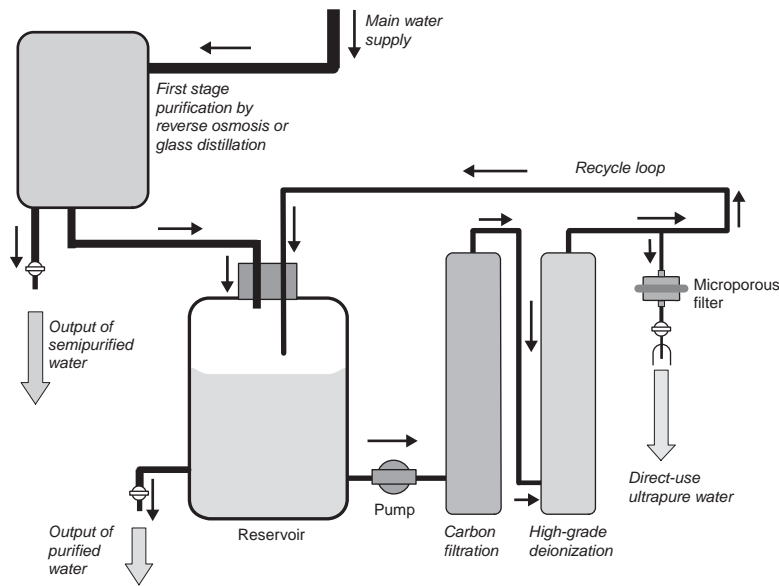 Main water
supply
First stage
purification by
reverse osmosis or
glass distillation
Recycle loop
Microporous
filter
Output of
semipurified
water
Direct-use
ultrapure water
Pump
Reservoir
Carbon
filtration
High-grade
deionization
Output of
purified
water